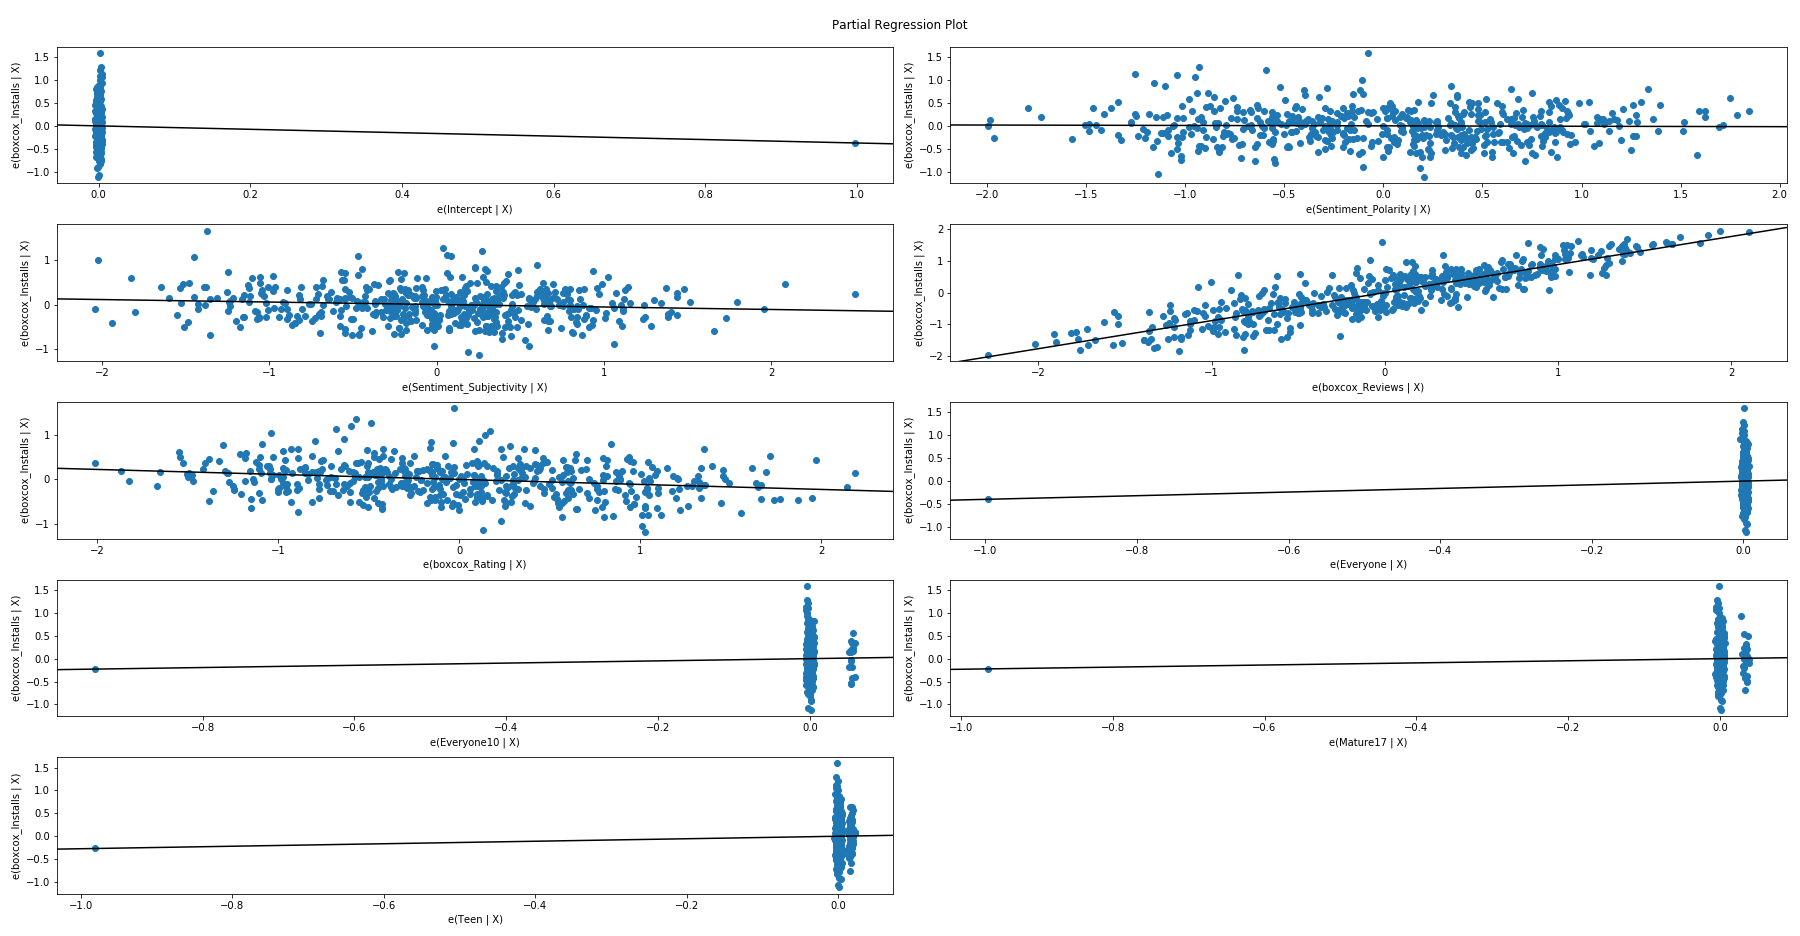 Partial Regression Plot
e(boxcox_Installs | X)
1.5
1.0
0.5
0.0
−0.5
−1.0
0.0 0.2 0.4 0.6 0.8 1.0
e(Intercept | X)
e(boxcox_Installs | X)
1.5
1.0
0.5
0.0
−0.5
−1.0
−2.0 −1.5 −1.0 −0.5 0.0 0.5 1.0 1.5 2.0
e(Sentiment_Polarity | X)
e(boxcox_Installs | X)
1
0
−1
−2 −1 0 1 2
e(Sentiment_Subjectivity | X)
e(boxcox_Installs | X)
2
1
0
−1
−2
−2 −1 0 1 2
e(boxcox_Reviews | X)
e(boxcox_Installs | X)
1
0
−1
−2 −1 0 1 2
e(boxcox_Rating | X)
e(boxcox_Installs | X)
1.5
1.0
0.5
0.0
−0.5
−1.0
−1.0 −0.8 −0.6 −0.4 −0.2 0.0
e(Everyone | X)
e(boxcox_Installs | X)
1.5
1.0
0.5
0.0
−0.5
−1.0
−0.8 −0.6 −0.4 −0.2 0.0
e(Everyone10 | X)
e(boxcox_Installs | X)
1.5
1.0
0.5
0.0
−0.5
−1.0
−1.0 −0.8 −0.6 −0.4 −0.2 0.0
e(Mature17 | X)
e(boxcox_Installs | X)
1.5
1.0
0.5
0.0
−0.5
−1.0
−1.0 −0.8 −0.6 −0.4 −0.2 0.0
e(Teen | X)